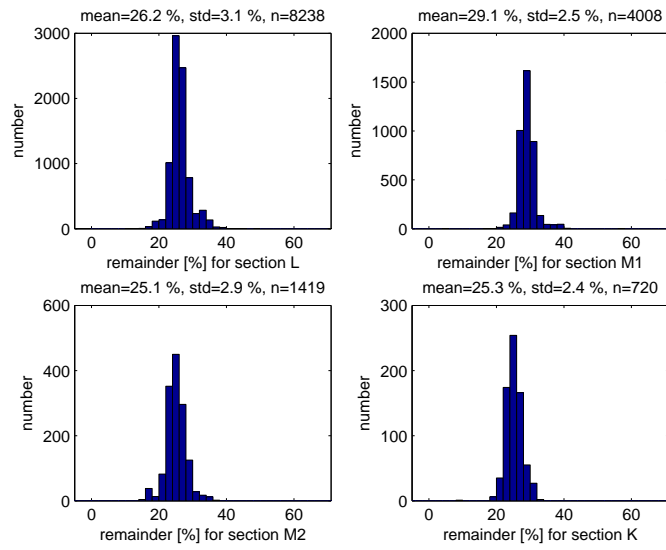 mean=26.2 %, std=3.1 %, n=8238
3000
2000
1000
0
number
0 20 40 60
remainder [%] for section L
mean=29.1 %, std=2.5 %, n=4008
2000
1500
1000
500
0
number
0 20 40 60
remainder [%] for section M1
mean=25.1 %, std=2.9 %, n=1419
600
400
200
0
number
0 20 40 60
remainder [%] for section M2
mean=25.3 %, std=2.4 %, n=720
300
200
100
0
number
0 20 40 60
remainder [%] for section K